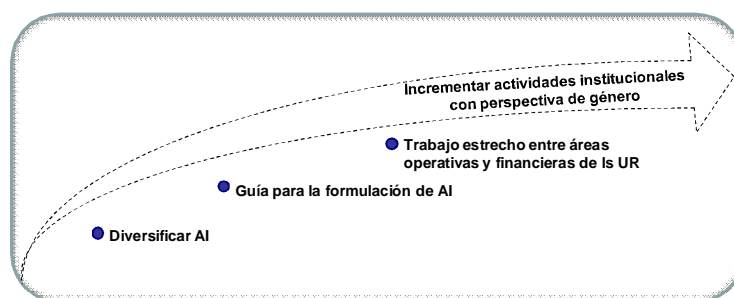 Incrementar actividades institucionales
con perspectiva de género
Trabajo estrecho entre áreas
operativas y financieras de ls UR
Guía para la formulación de AI
Diversificar AI